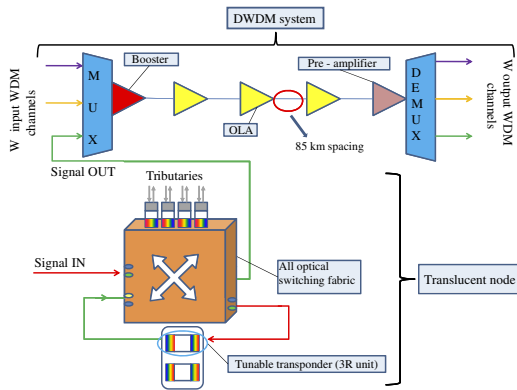 DWDM system
Booster
Pre - amplifier
W input WDM
channels
M
U
X
D
E
M
U
X
W output WDM
channels
OLA
85 km spacing
Signal OUT
Tributaries
Signal IN
All optical
switching fabric
Translucent node
Tunable transponder (3R unit)